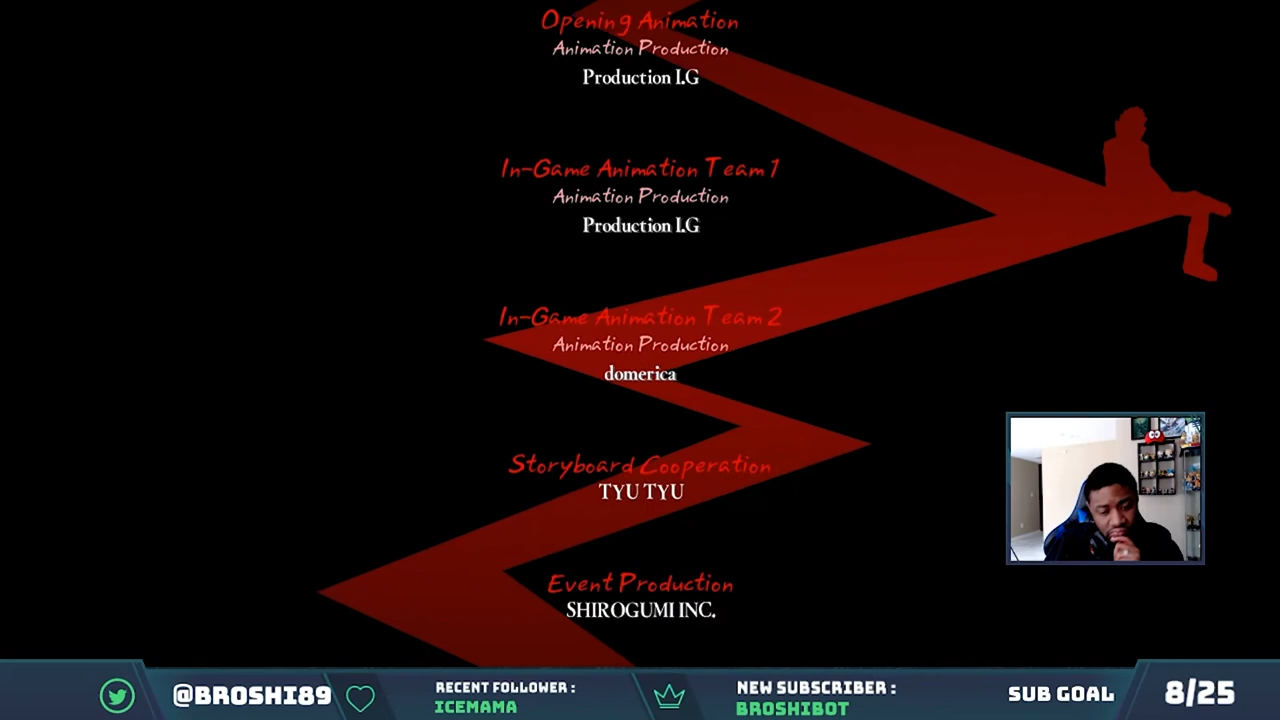 Opening Animation
Animation Production
Production I.G
In-Game Animation Team 1
Animation Production
Production I.G
In-Game Animation Team 2
Animation Production
domerica
Storyboard Cooperation
TYU TYU
Event Production
SHIROGUMI INC.
@BROSHI89
RECENT FOLLOWER :
ICEMAMA
NEW SUBSCRIBER :
BROSHIBOT
SUB GOAL
8/25